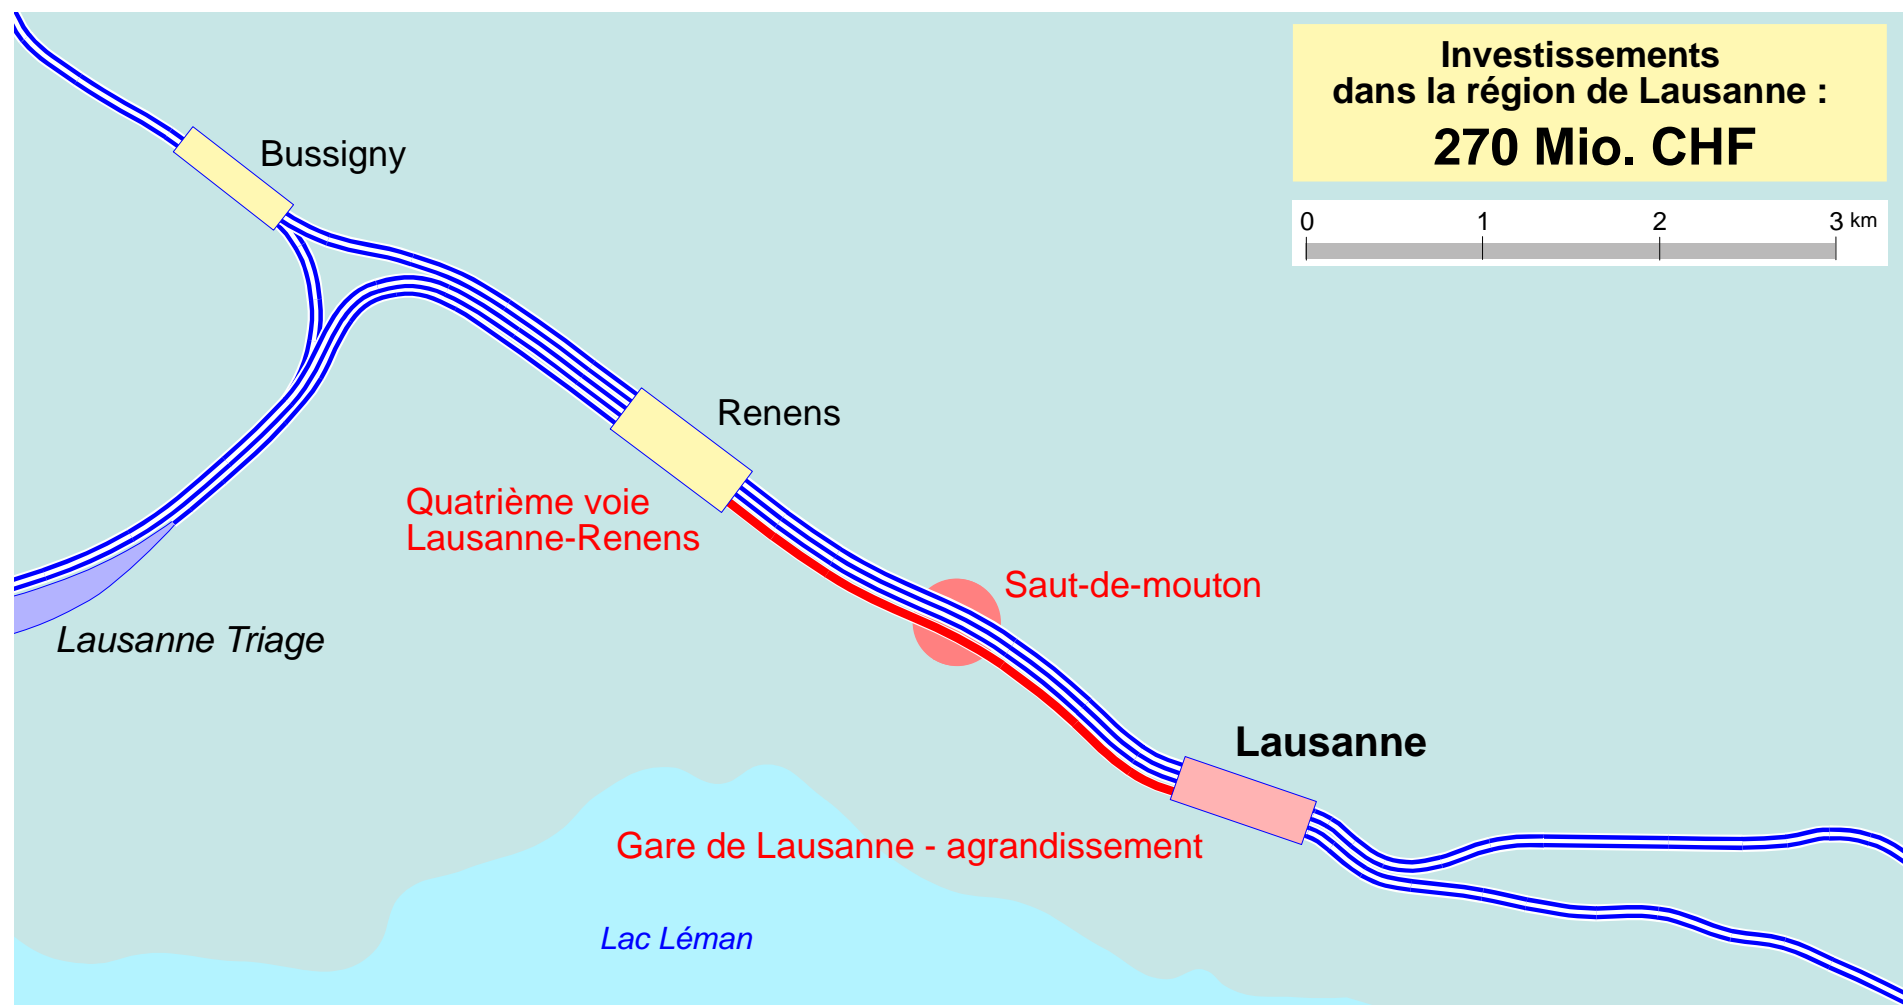 Investissements
dans la région de Lausanne :
270 Mio. CHF
0 1 2 3 km
Bussigny
Renens
Quatrième voie
Lausanne-Renens
Saut-de-mouton
Lausanne Triage
Lausanne
Gare de Lausanne - agrandissement
Lac Léman